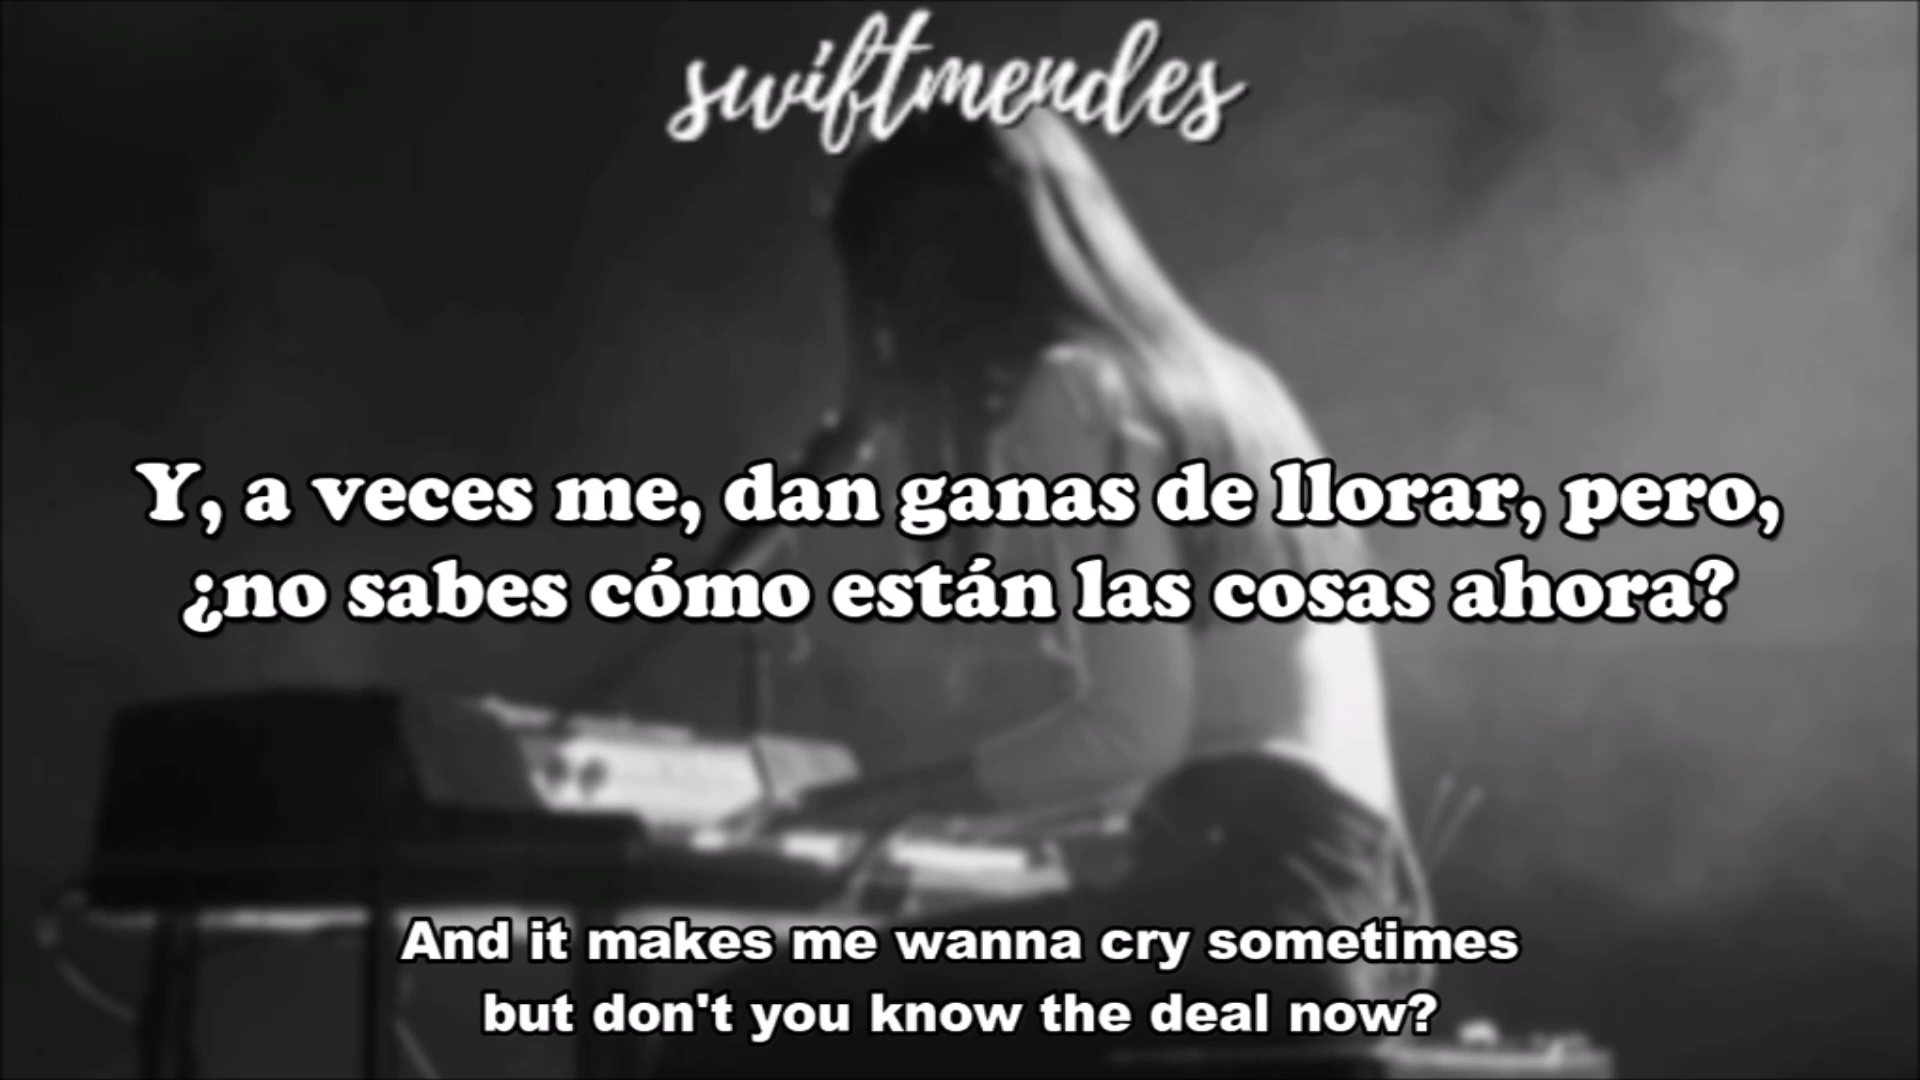 swiftmendes
Y, a veces me, dan ganas de llorar, pero,
¿no sabes cómo están las cosas ahora?
And it makes me wanna cry sometimes
but don't you know the deal now?